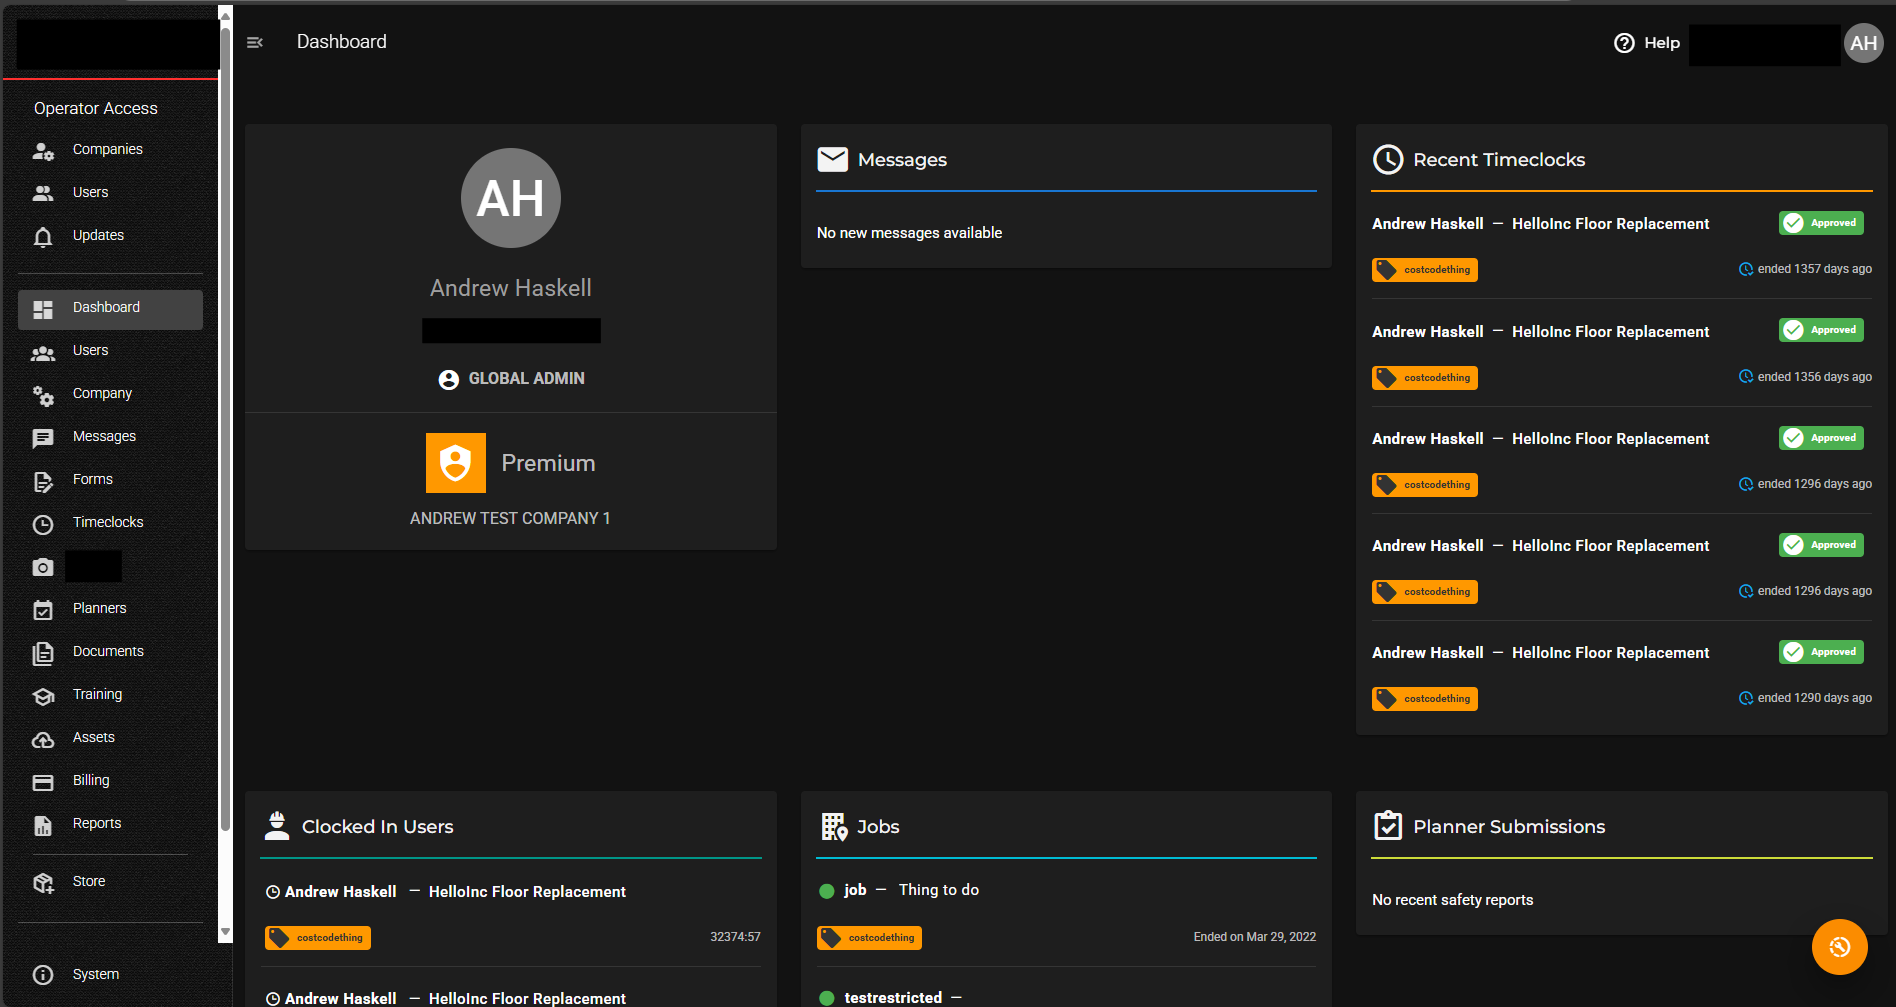 Dashboard
Help
AH
Operator Access
Companies
Users
Updates
Dashboard
Users
Company
Messages
Forms
Timeclocks
Planners
Documents
Training
Assets
Billing
Reports
Store
System
AH
Andrew Haskell
GLOBAL ADMIN
Premium
ANDREW TEST COMPANY 1
Messages
No new messages available
Recent Timeclocks
Andrew Haskell — HelloInc Floor Replacement Approved
costcodething ended 1357 days ago
Andrew Haskell — HelloInc Floor Replacement Approved
costcodething ended 1356 days ago
Andrew Haskell — HelloInc Floor Replacement Approved
costcodething ended 1296 days ago
Andrew Haskell — HelloInc Floor Replacement Approved
costcodething ended 1296 days ago
Andrew Haskell — HelloInc Floor Replacement Approved
costcodething ended 1290 days ago
Clocked In Users
Andrew Haskell — HelloInc Floor Replacement
costcodething 32374:57
Andrew Haskell — HelloInc Floor Replacement
Jobs
job — Thing to do
costcodething Ended on Mar 29, 2022
testrestricted —
Planner Submissions
No recent safety reports